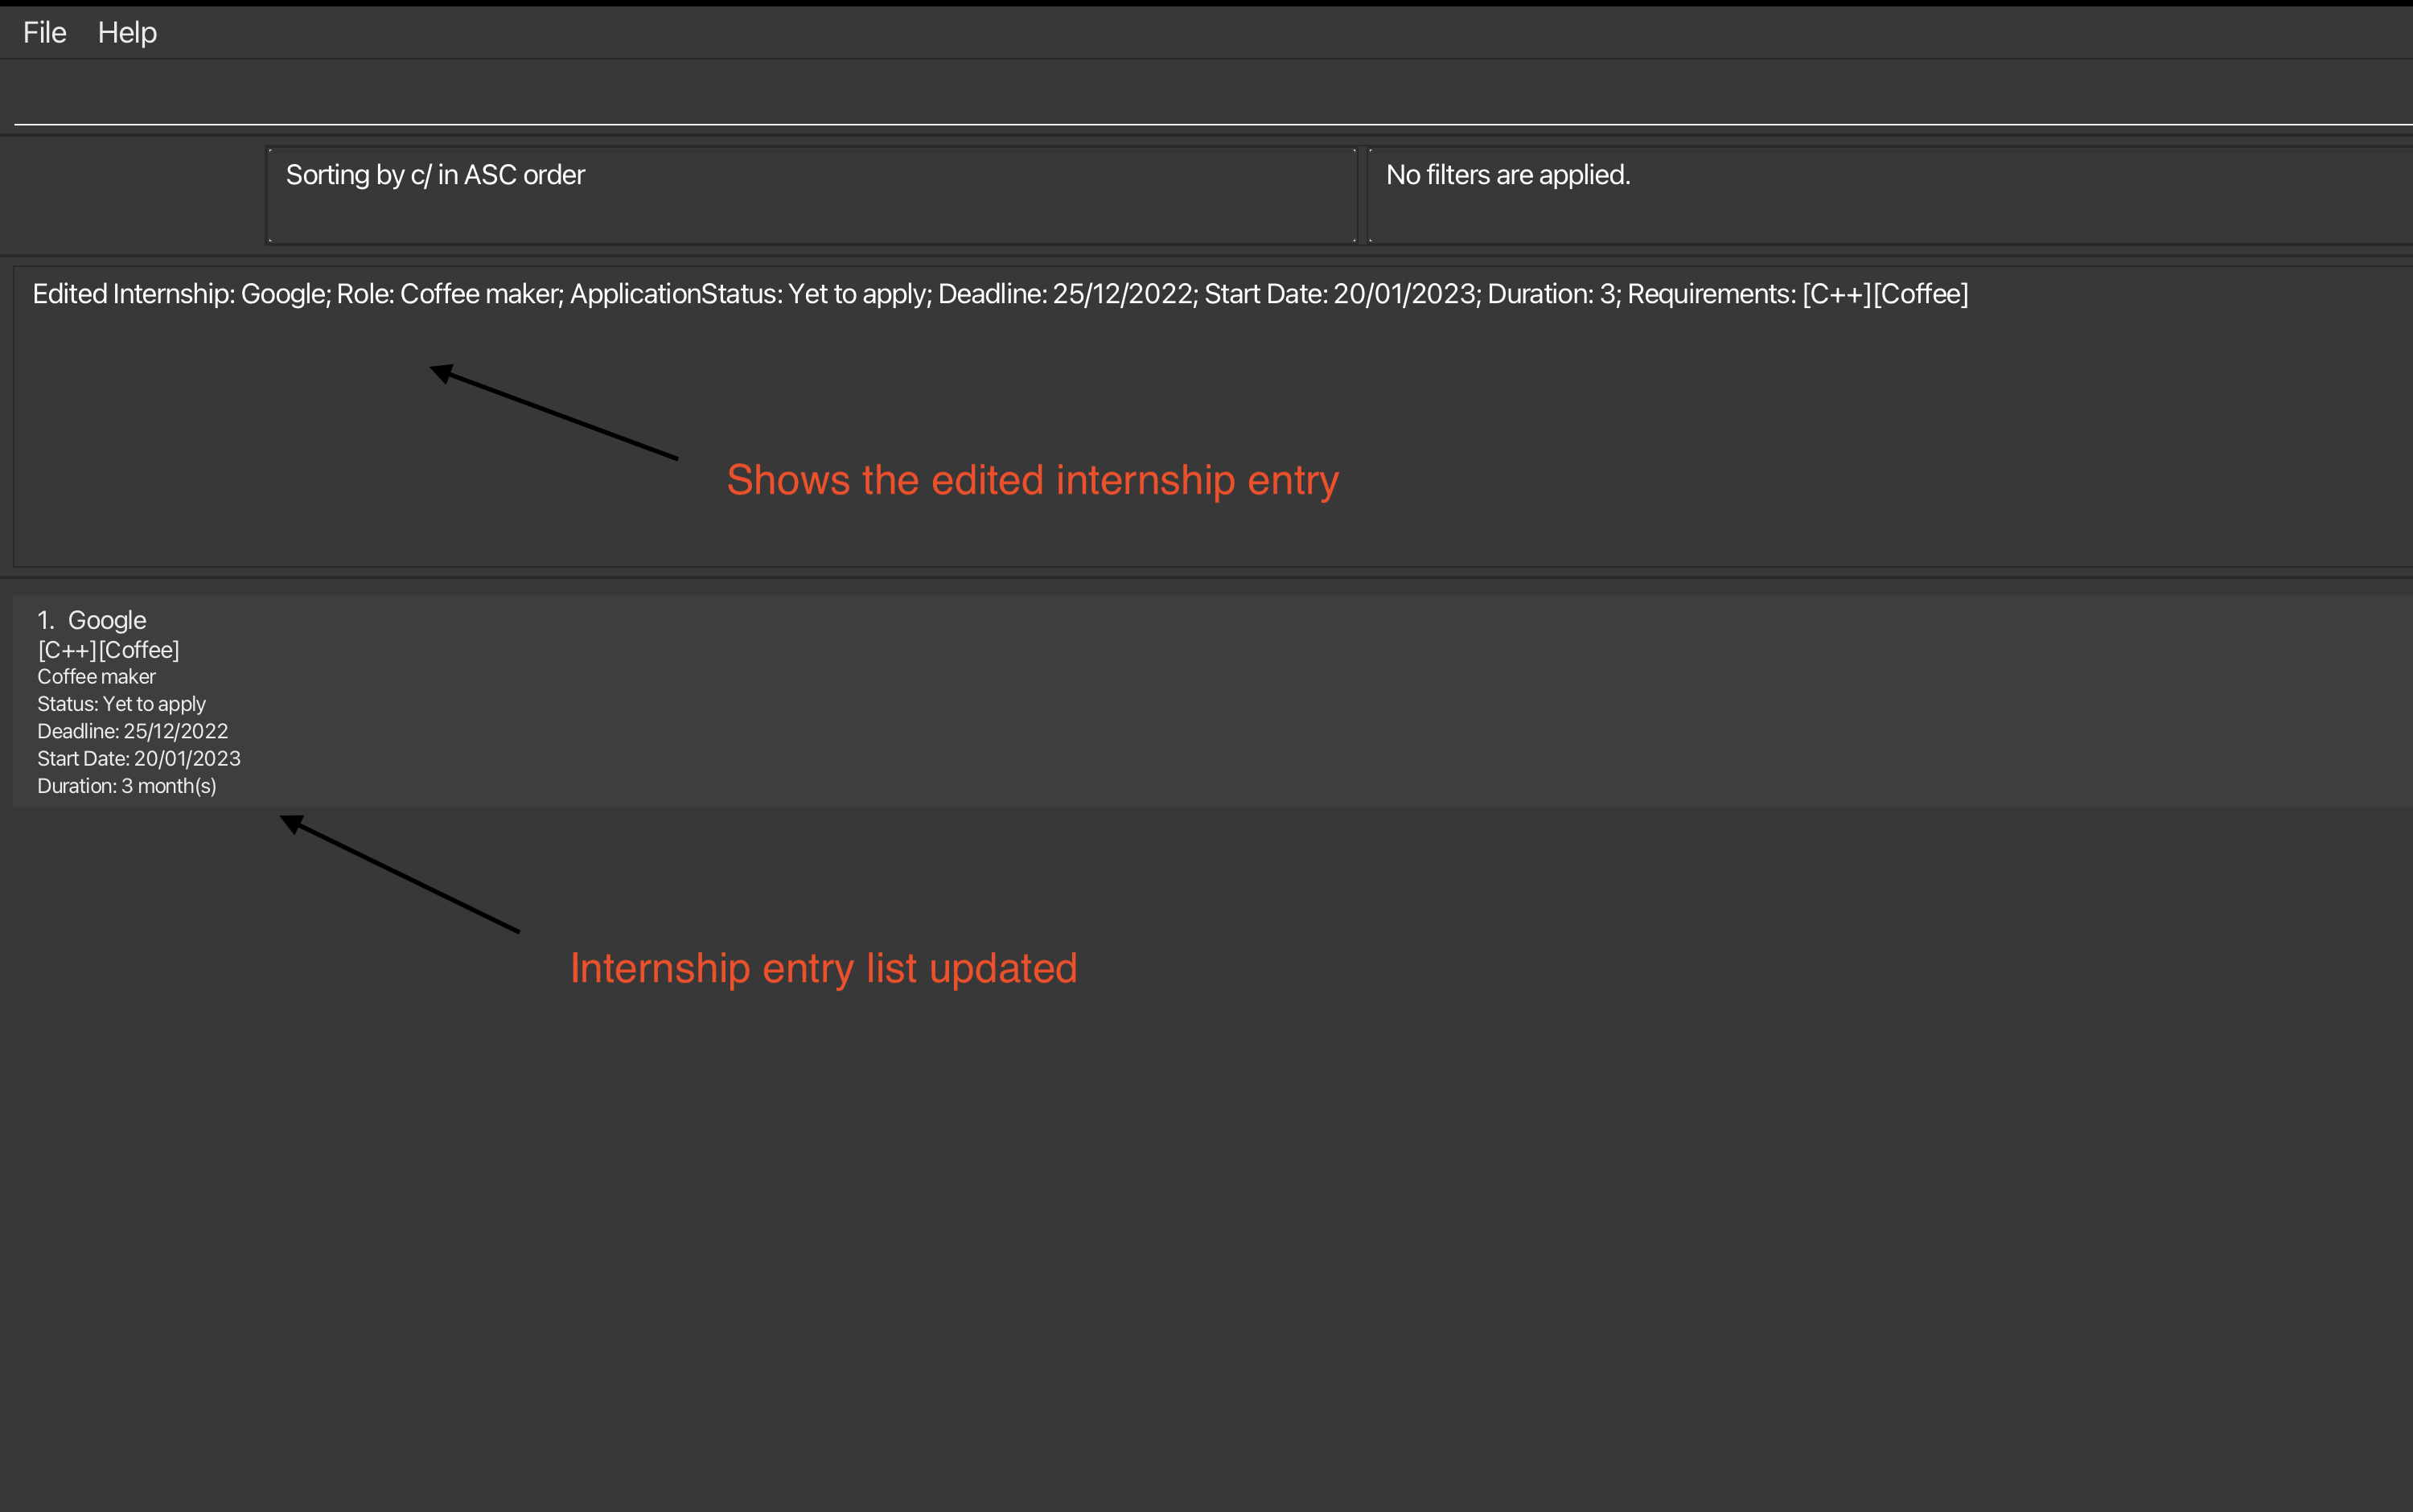 File Help
Sorting by c/ in ASC order
No filters are applied.
Edited Internship: Google; Role: Coffee maker; ApplicationStatus: Yet to apply; Deadline: 25/12/2022; Start Date: 20/01/2023; Duration: 3; Requirements: [C++][Coffee]
Shows the edited internship entry
1. Google
[C++][Coffee]
Coffee maker
Status: Yet to apply
Deadline: 25/12/2022
Start Date: 20/01/2023
Duration: 3 month(s)
Internship entry list updated